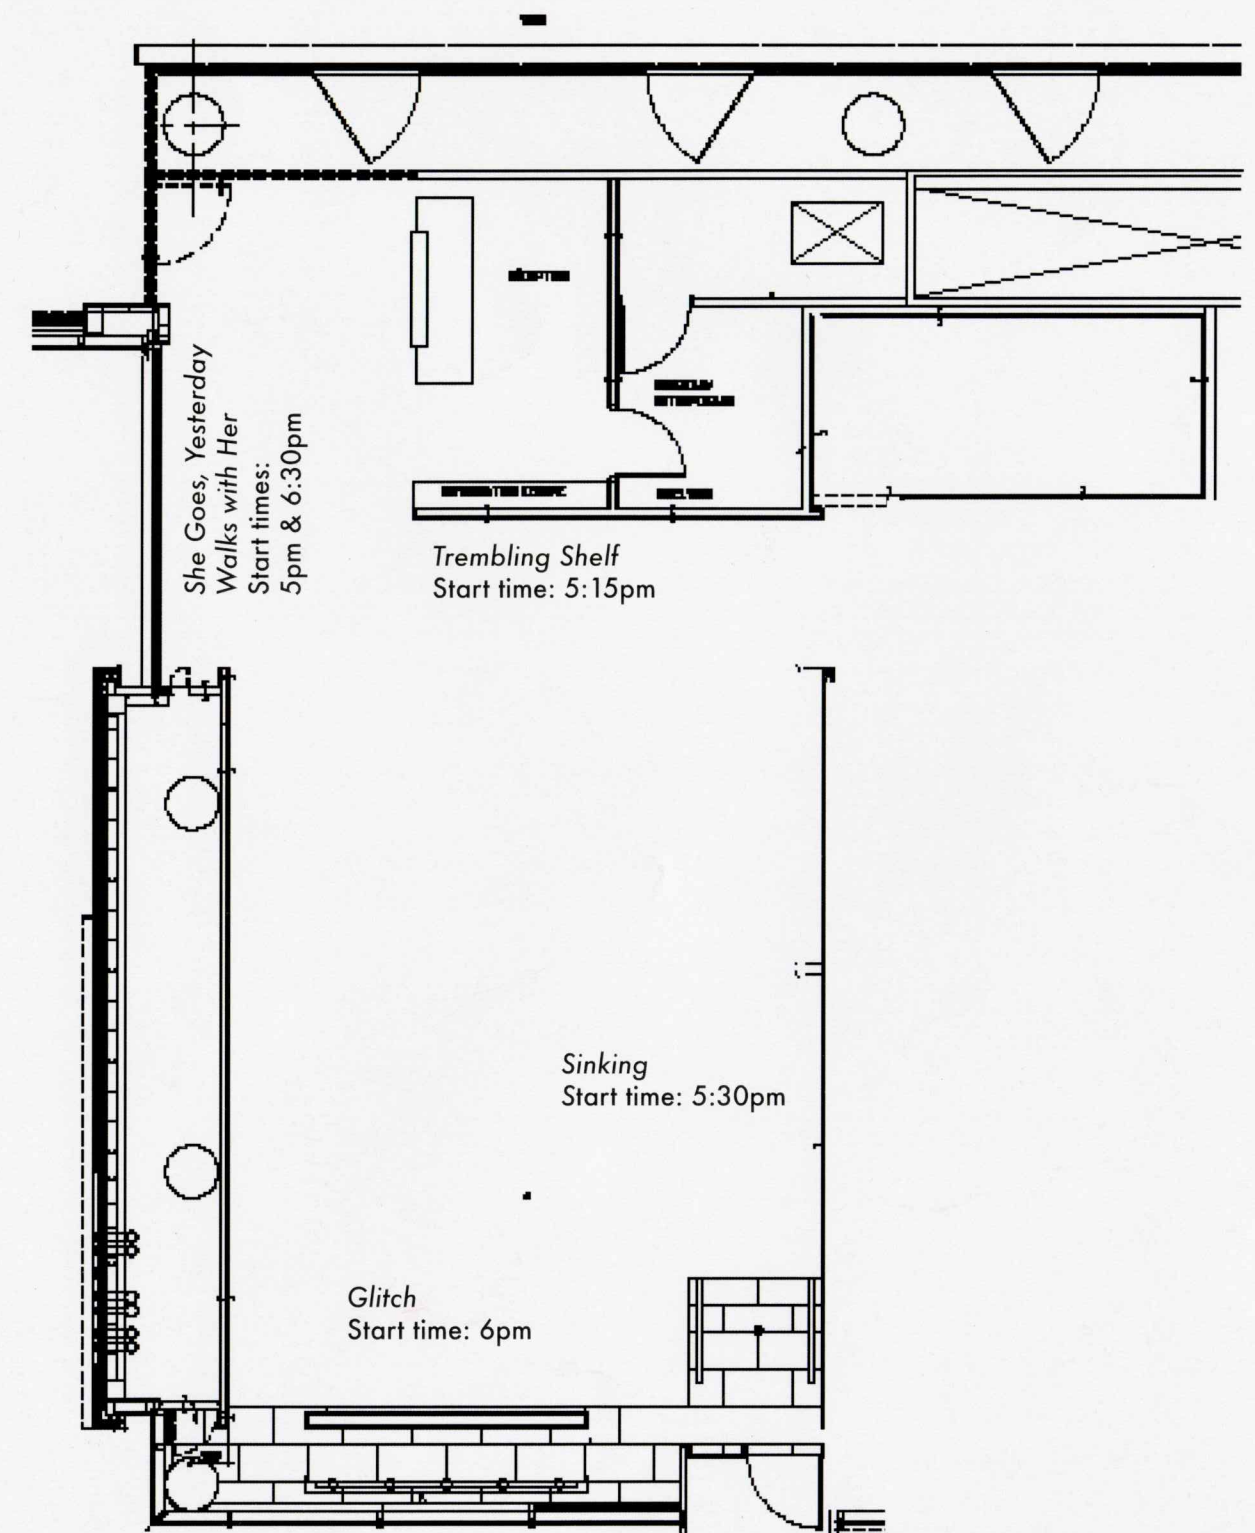 She Goes, Yesterday
Walks with Her
Start times:
5pm & 6:30pm
Trembling Shelf
Start time: 5:15pm
Sinking
Start time: 5:30pm
Glitch
Start time: 6pm